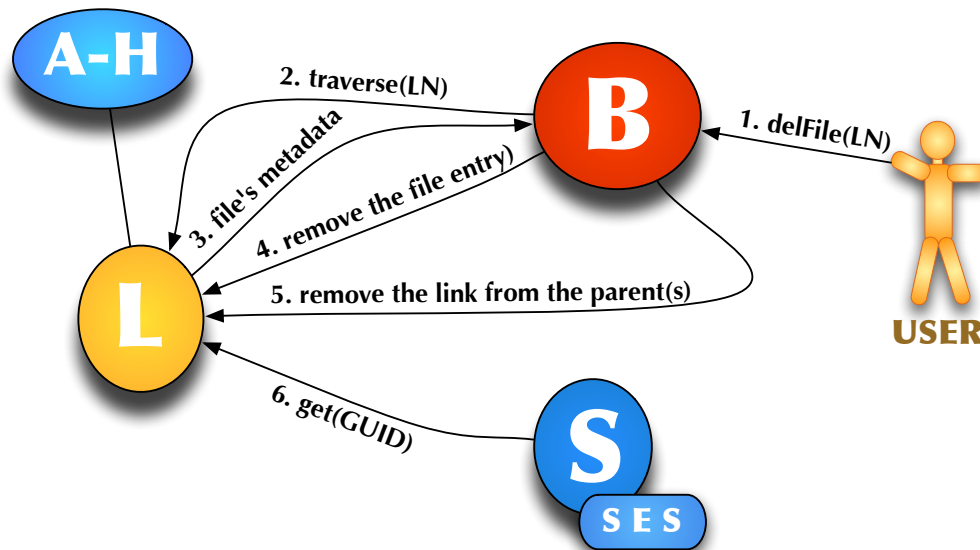 A-H
B
1. delFile(LN)
2. traverse(LN)
3. file's metadata
4. remove the file entry)
5. remove the link from the parent(s)
L
USER
6. get(GUID)
S
S E S